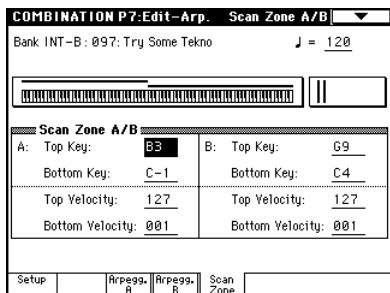 COMBINATION P7:Edit-Arp. Scan Zone A/B
Bank INT-B: 097: Try Some Tekno ♩ = 120
Scan Zone A/B
A: Top Key: B3 B: Top Key: G9
Bottom Key: C-1 Bottom Key: C4
Top Velocity: 127 Top Velocity: 127
Bottom Velocity: 001 Bottom Velocity: 001
Setup Arpegg. A Arpegg. B Scan Zone